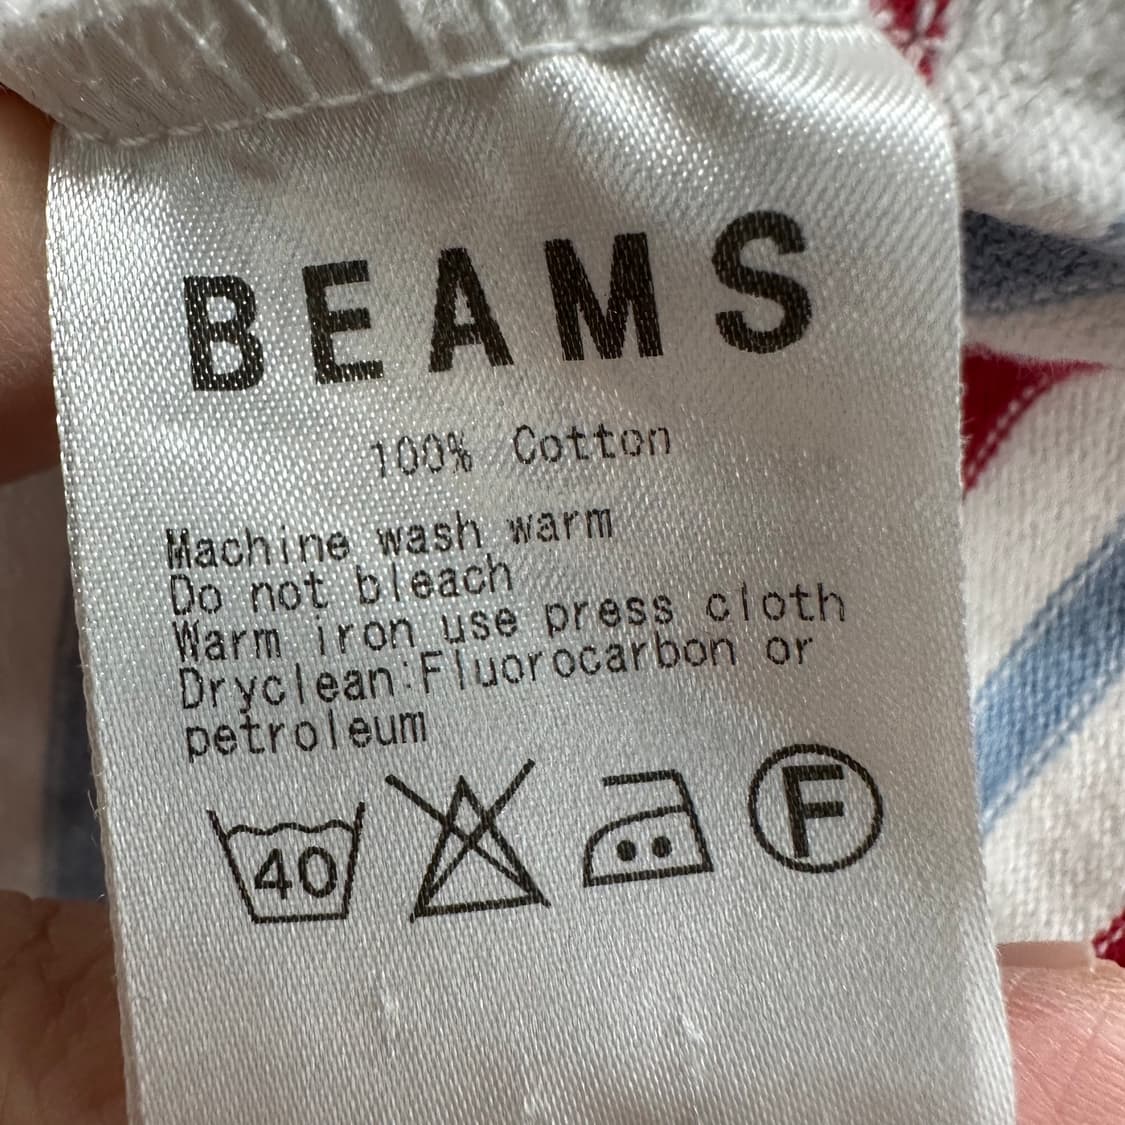 BEAMS
100% Cotton
Machine wash warm
Do not bleach
Warm iron use press cloth
Dryclean:Fluorocarbon or
petroleum
40 F